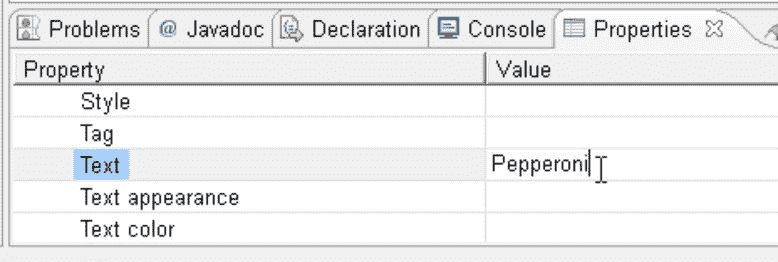 Problems @ Javadoc Declaration Console Properties
Property Value
Style
Tag
Text Pepperoni
Text appearance
Text color